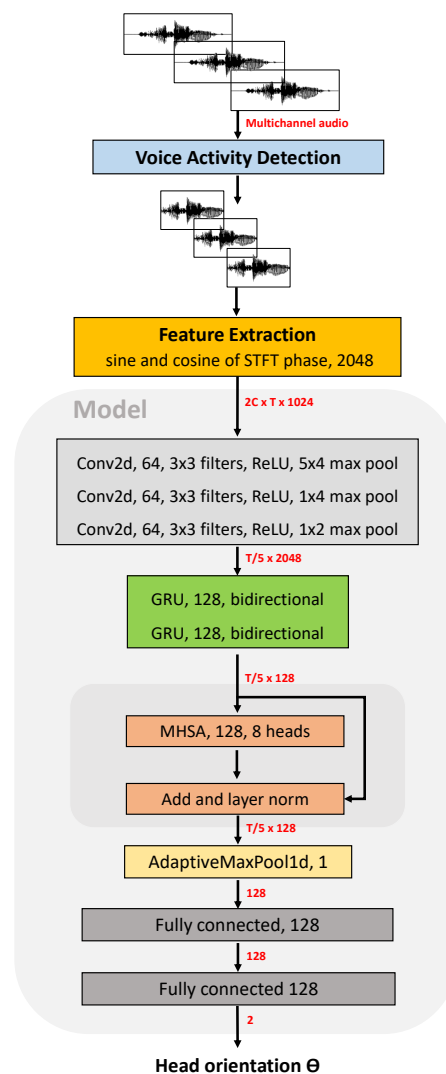 Multichannel audio
Voice Activity Detection
Feature Extraction
sine and cosine of STFT phase, 2048
2C x T x 1024
Model
Conv2d, 64, 3x3 filters, ReLU, 5x4 max pool
Conv2d, 64, 3x3 filters, ReLU, 1x4 max pool
Conv2d, 64, 3x3 filters, ReLU, 1x2 max pool
T/5 x 2048
GRU, 128, bidirectional
GRU, 128, bidirectional
T/5 x 128
MHSA, 128, 8 heads
Add and layer norm
T/5 x 128
AdaptiveMaxPool1d, 1
128
Fully connected, 128
128
Fully connected 128
2
Head orientation ϴ